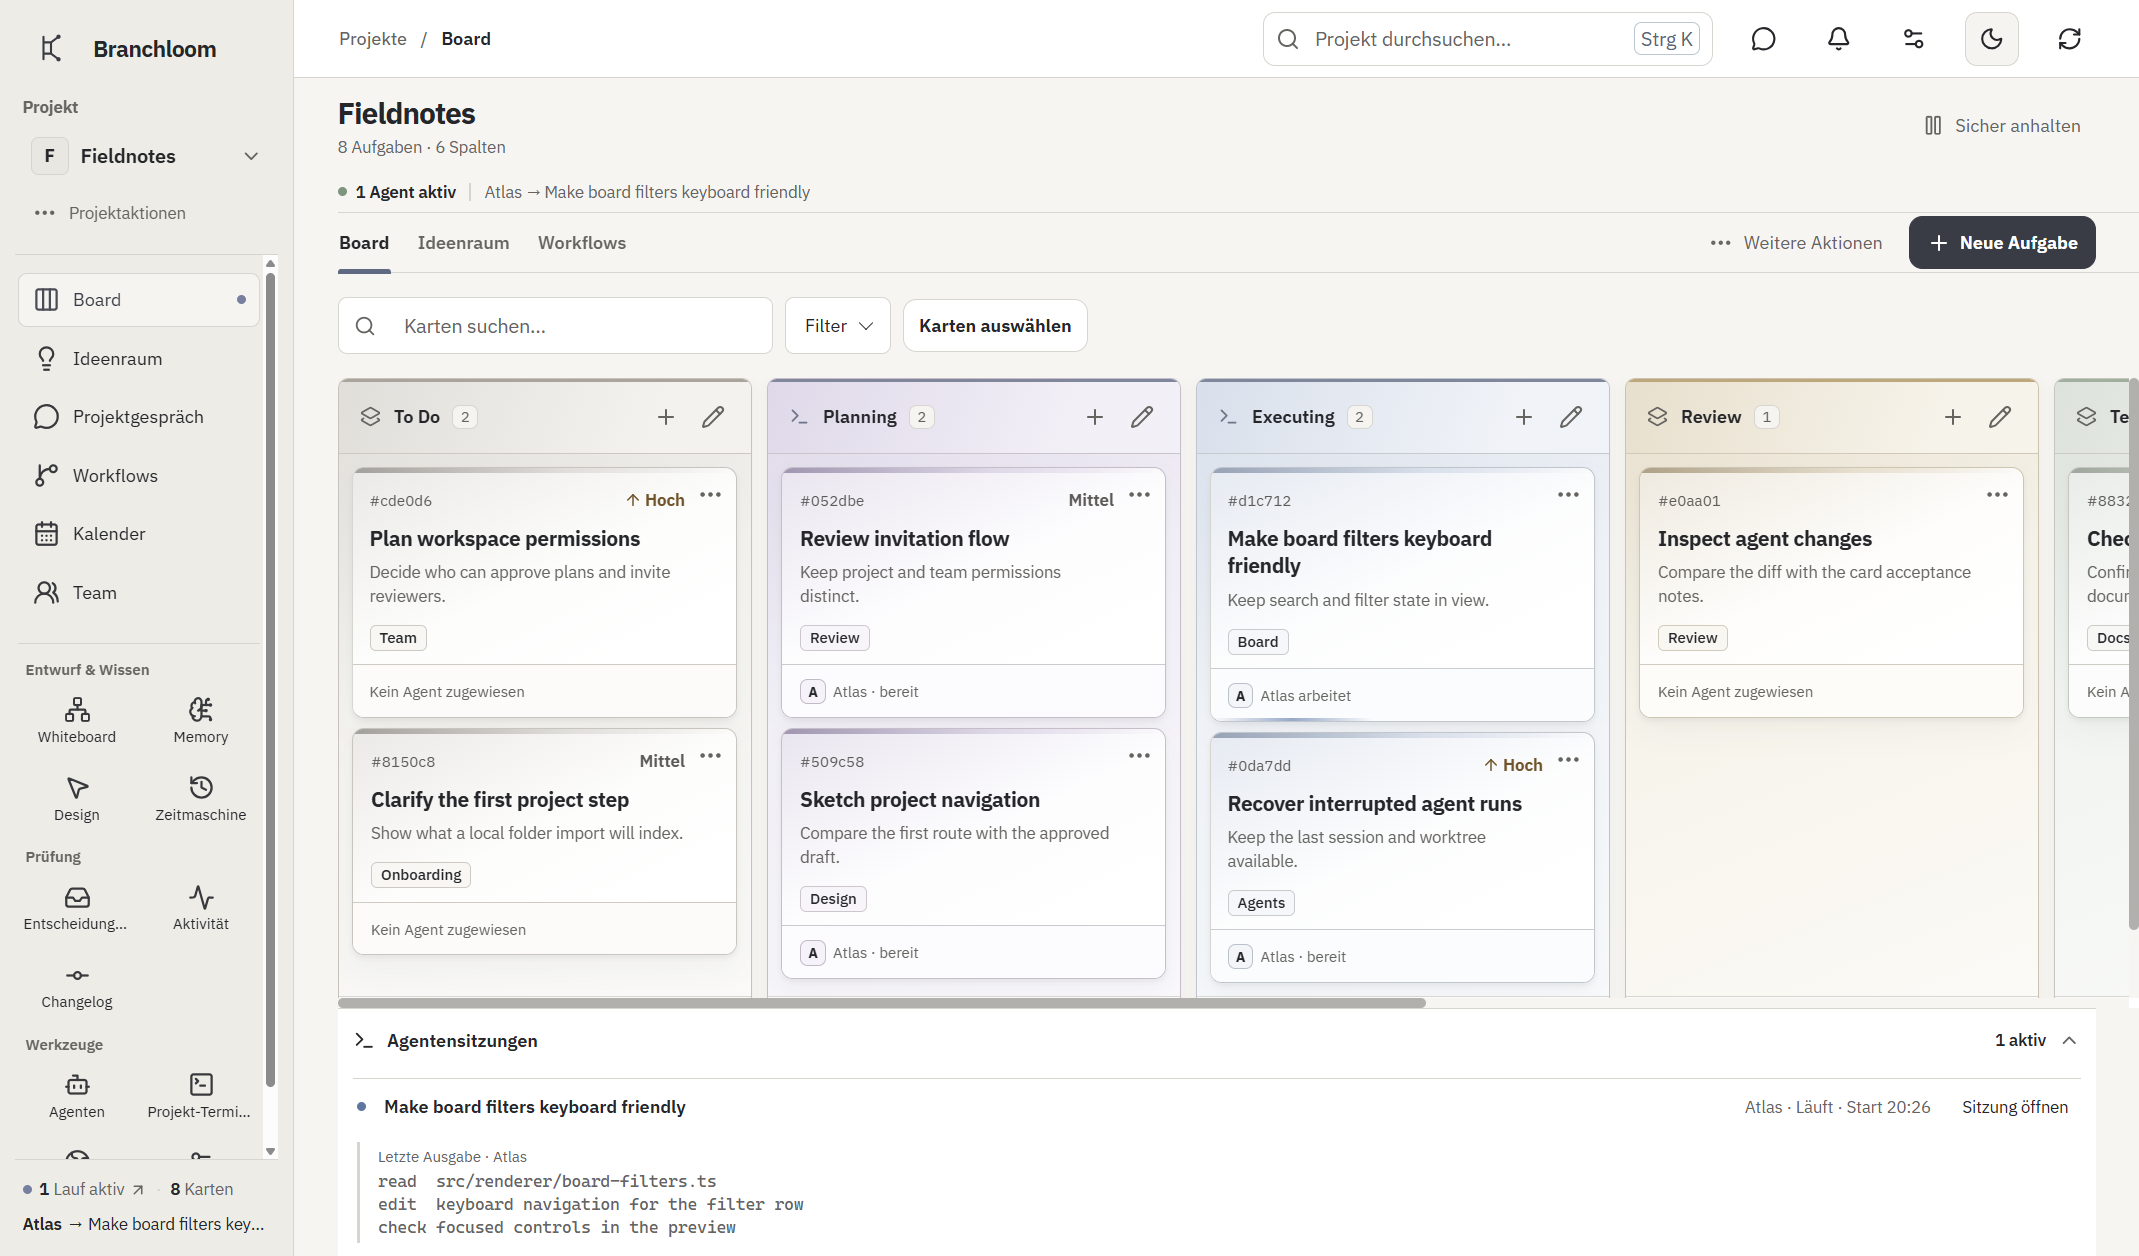 Branchloom
Projekt
F Fieldnotes
Projektaktionen
Board
Ideenraum
Projektgespräch
Workflows
Kalender
Team
Entwurf & Wissen
Whiteboard
Memory
Design
Zeitmaschine
Prüfung
Entscheidung...
Aktivität
Changelog
Werkzeuge
Agenten
Projekt-Termi...
1 Lauf aktiv · 8 Karten
Atlas → Make board filters key...
Projekte / Board
Projekt durchsuchen... Strg K
Fieldnotes
8 Aufgaben · 6 Spalten
Sicher anhalten
1 Agent aktiv | Atlas → Make board filters keyboard friendly
Board Ideenraum Workflows
Weitere Aktionen
+ Neue Aufgabe
Karten suchen...
Filter
Karten auswählen
To Do 2
#cde0d6 ↑ Hoch
Plan workspace permissions
Decide who can approve plans and invite
reviewers.
Team
Kein Agent zugewiesen
#8150c8 Mittel
Clarify the first project step
Show what a local folder import will index.
Onboarding
Kein Agent zugewiesen
Planning 2
#052dbe Mittel
Review invitation flow
Keep project and team permissions
distinct.
Review
A Atlas · bereit
#509c58
Sketch project navigation
Compare the first route with the approved
draft.
Design
A Atlas · bereit
Executing 2
#d1c712
Make board filters keyboard
friendly
Keep search and filter state in view.
Board
A Atlas arbeitet
#0da7dd ↑ Hoch
Recover interrupted agent runs
Keep the last session and worktree
available.
Agents
A Atlas · bereit
Review 1
#e0aa01
Inspect agent changes
Compare the diff with the card acceptance
notes.
Review
Kein Agent zugewiesen
Te
#8832
Chec
Confir
docur
Docs
Kein A
Agentensitzungen
1 aktiv
Make board filters keyboard friendly
Atlas · Läuft · Start 20:26
Sitzung öffnen
Letzte Ausgabe · Atlas
read src/renderer/board-filters.ts
edit keyboard navigation for the filter row
check focused controls in the preview